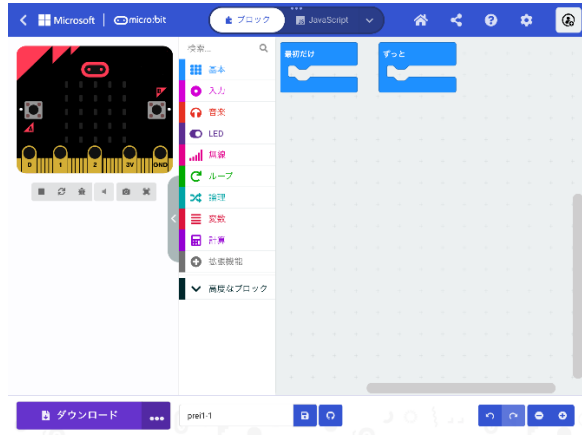 Microsoft
micro:bit
ブロック
JavaScript
検索...
基本
入力
音楽
LED
無線
ループ
論理
変数
計算
拡張機能
高度なブロック
最初だけ
ずっと
B
A
0
1
2
3V
GND
ダウンロード
prei1-1